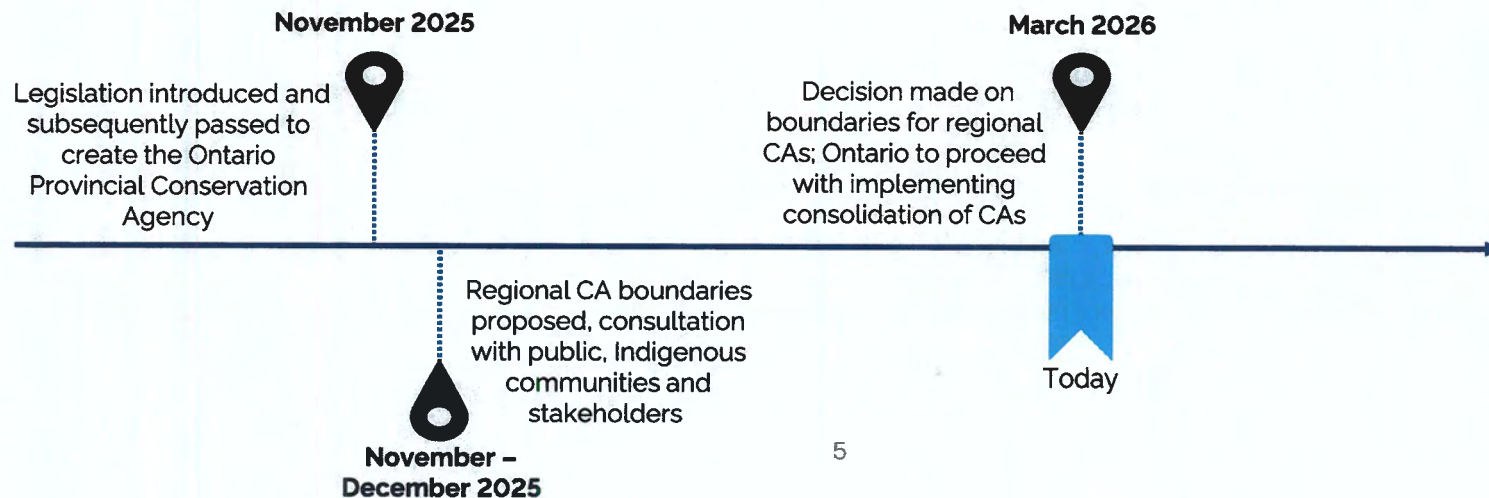 November 2025
Legislation introduced and
subsequently passed to
create the Ontario
Provincial Conservation
Agency
Regional CA boundaries
proposed, consultation
with public, Indigenous
communities and
stakeholders
November –
December 2025
March 2026
Decision made on
boundaries for regional
CAs; Ontario to proceed
with implementing
consolidation of CAs
Today
5